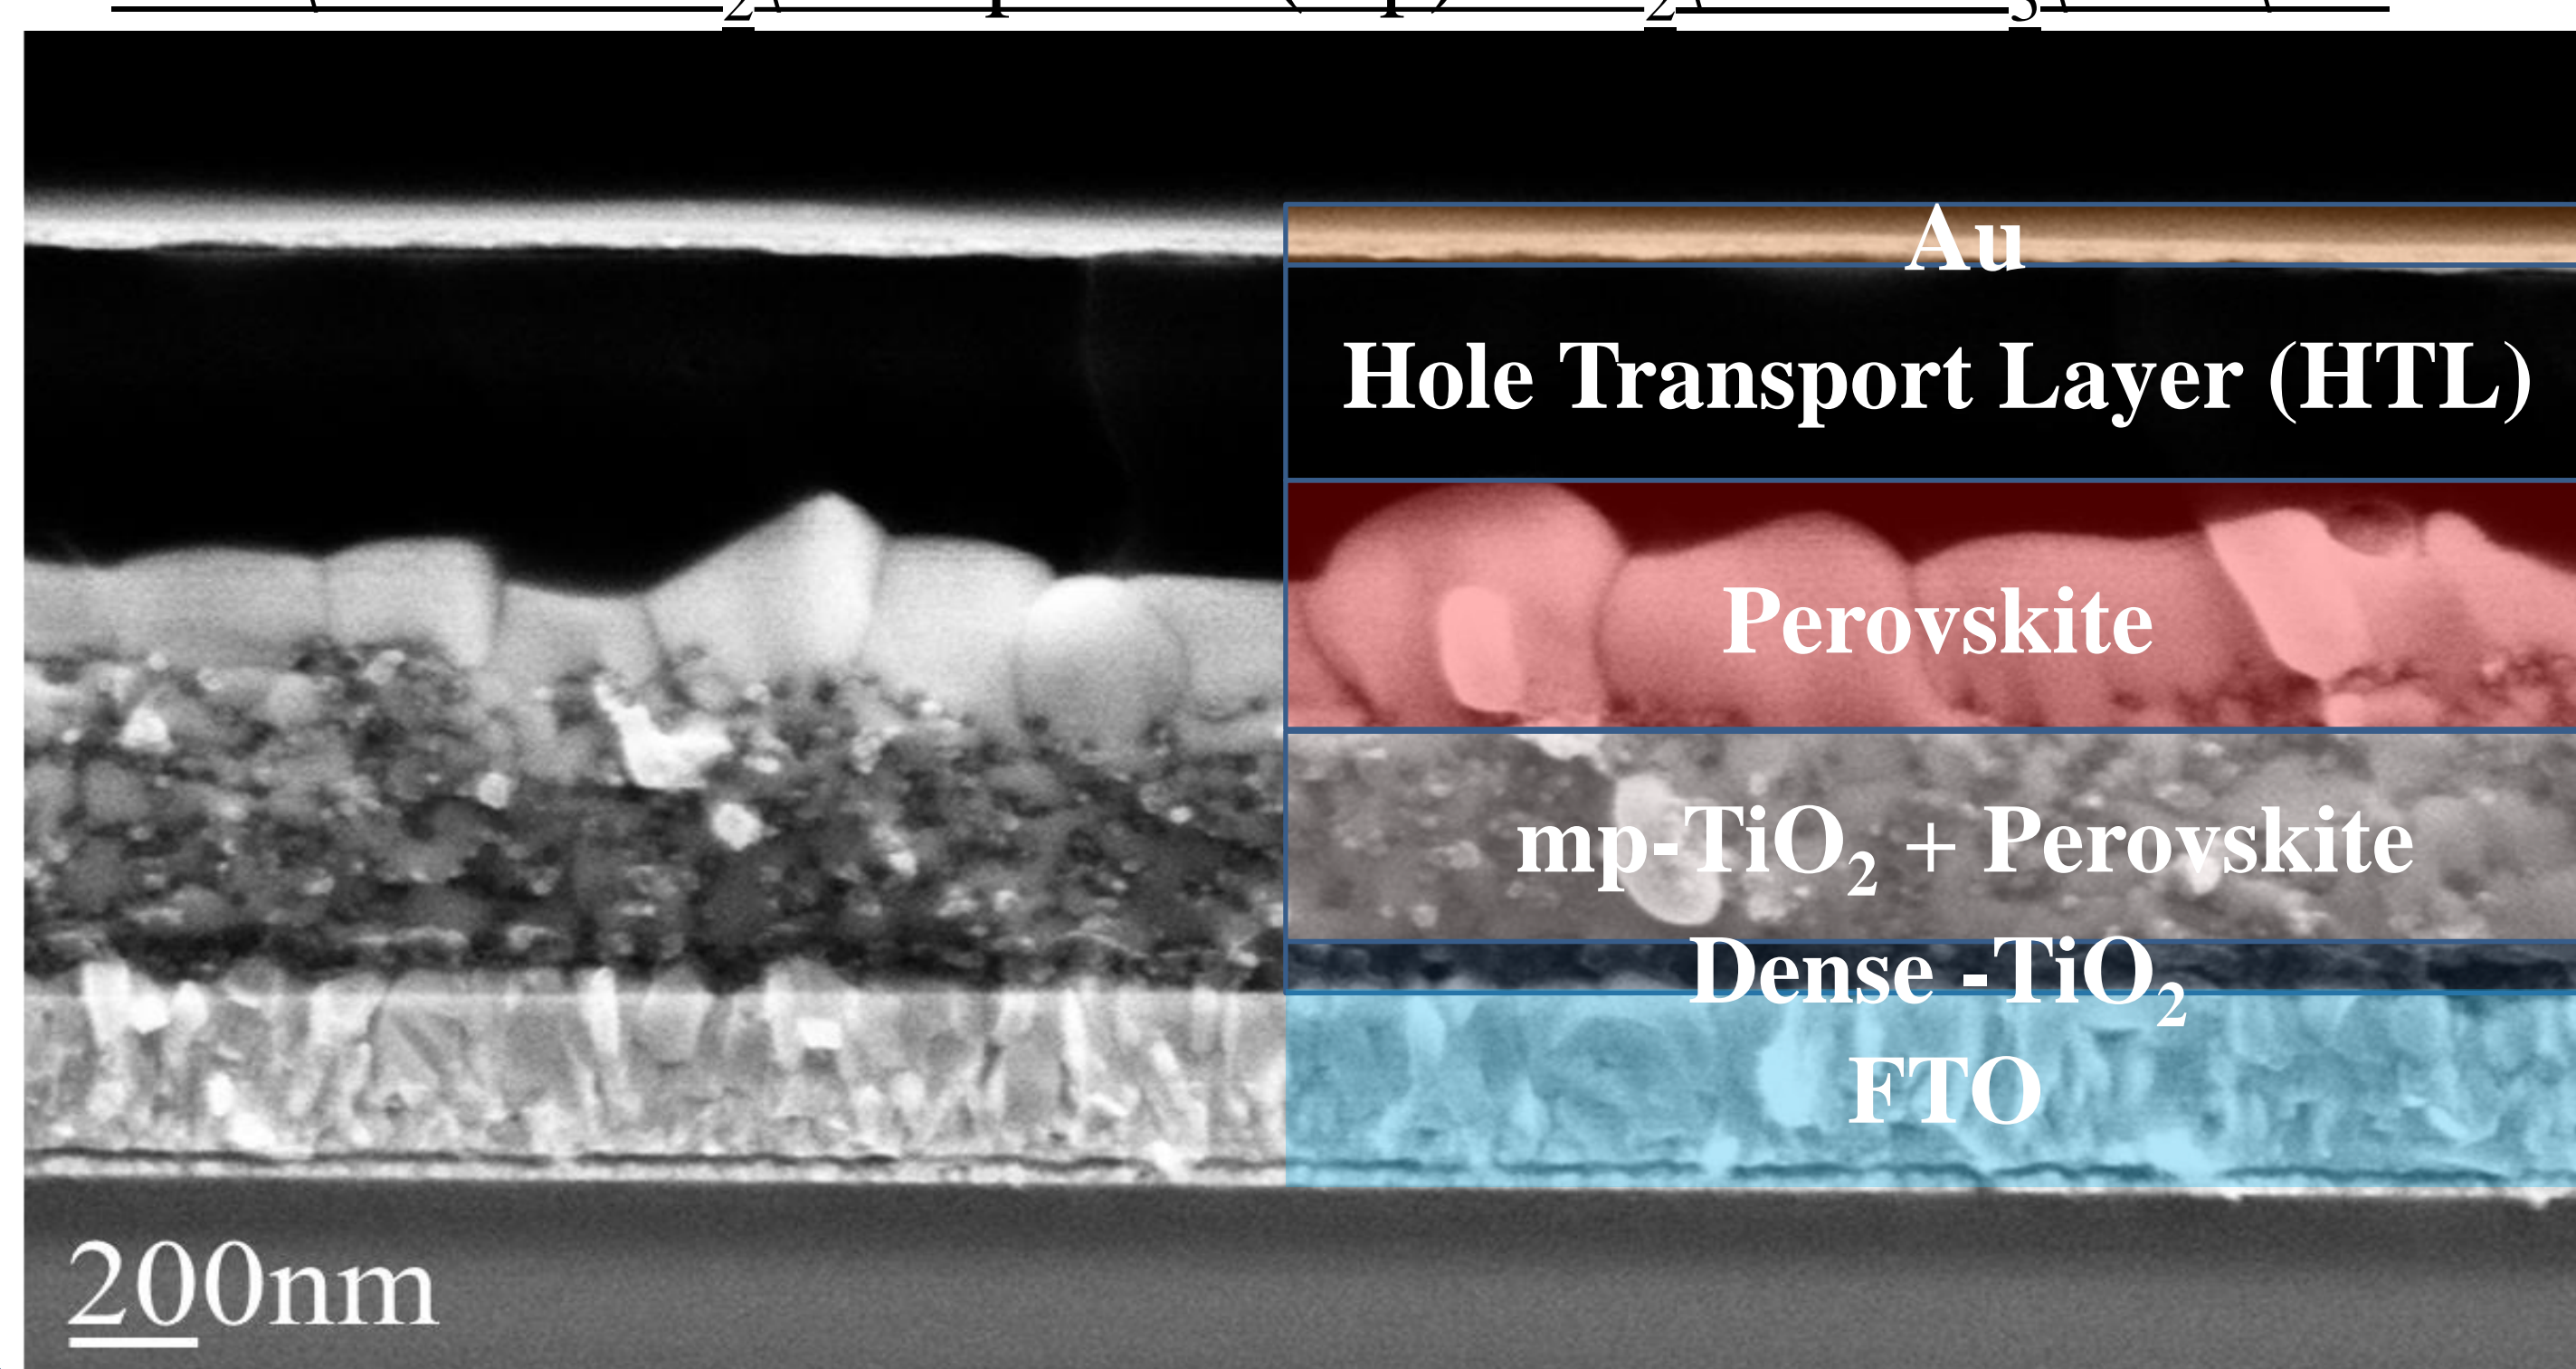 Au
Hole Transport Layer (HTL)
Perovskite
mp-TiO₂ + Perovskite
Dense -TiO₂
FTO
200nm